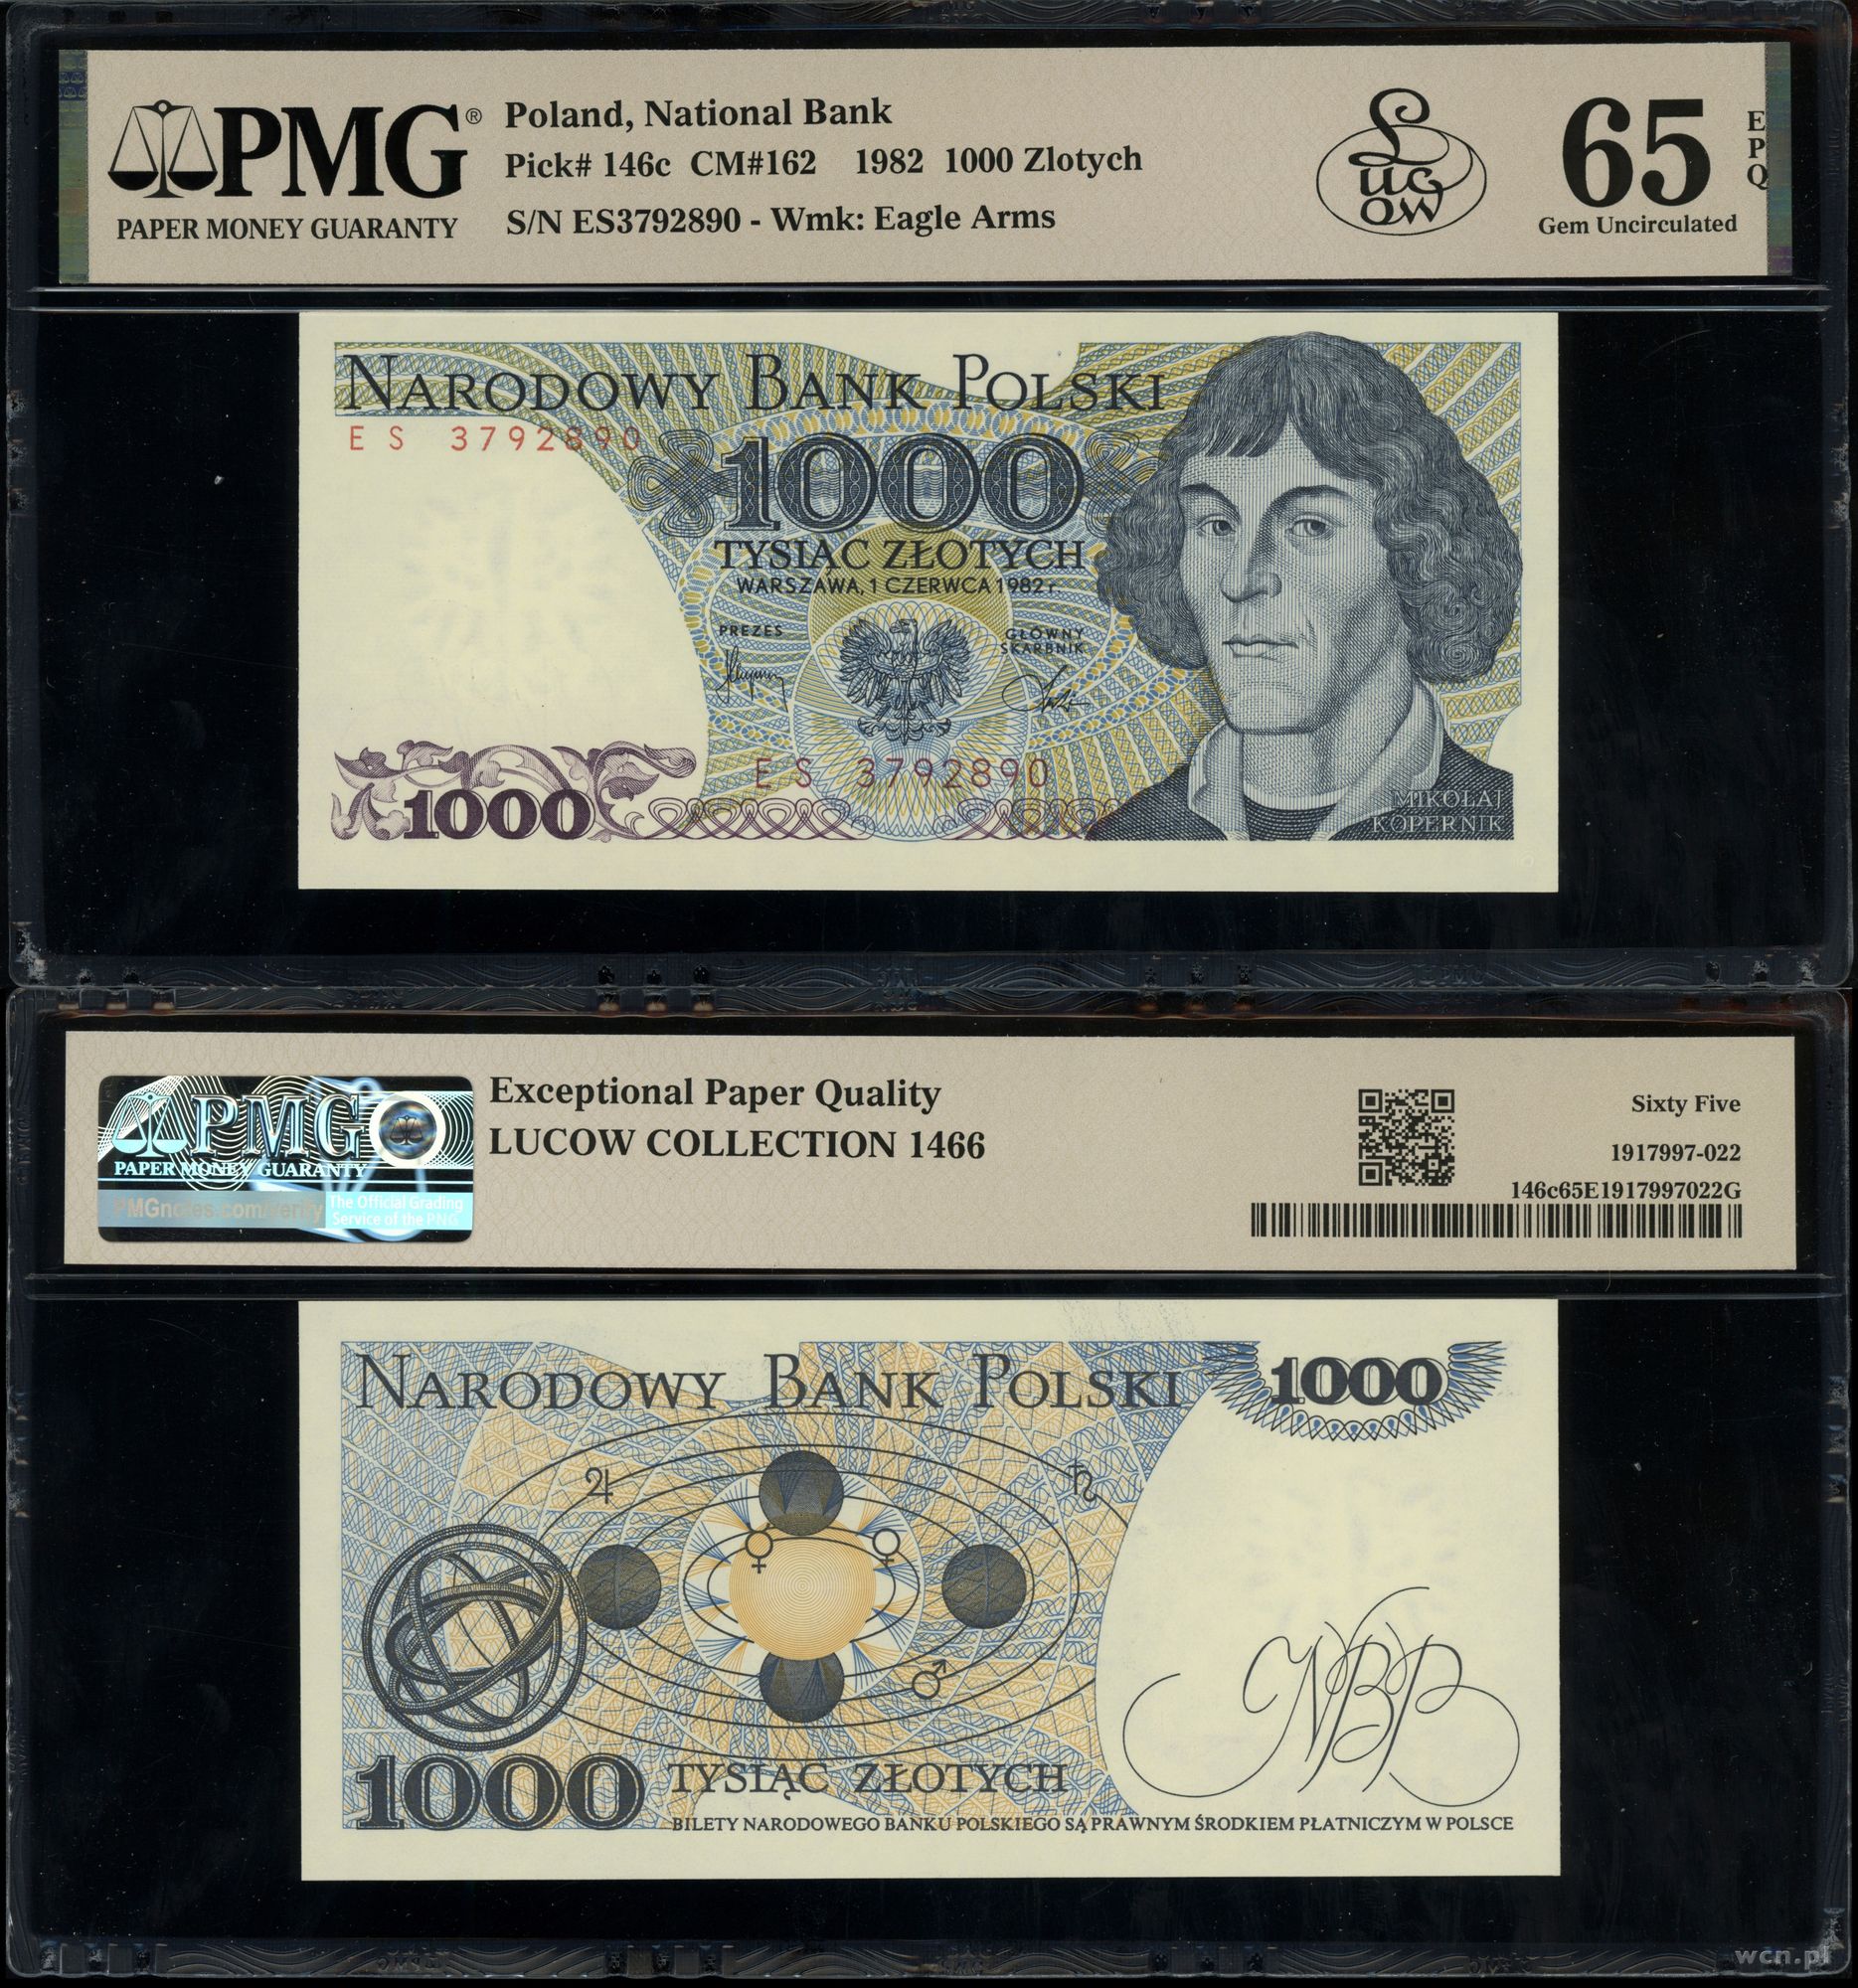 PMG®
PAPER MONEY GUARANTY
Poland, National Bank
Pick# 146c CM#162 1982 1000 Zlotych
S/N ES3792890 - Wmk: Eagle Arms
Lucow
65
EPQ
Gem Uncirculated
NARODOWY BANK POLSKI
ES 3792890
1000
TYSIĄC ZŁOTYCH
WARSZAWA, 1 CZERWCA 1982 r
PREZES
GŁÓWNY
SKARBNIK
ES 3792890
1000
MIKOŁAJ
KOPERNIK
PMG
PAPER MONEY GUARANTY
PMGnotes.com/verify
The Official Grading
Service of the PNG
Exceptional Paper Quality
LUCOW COLLECTION 1466
Sixty Five
1917997-022
146c65E1917997022G
NARODOWY BANK POLSKI
1000
NBP
1000
TYSIĄC ZŁOTYCH
BILETY NARODOWEGO BANKU POLSKIEGO SĄ PRAWNYM ŚRODKIEM PŁATNICZYM W POLSCE
wcn.pl